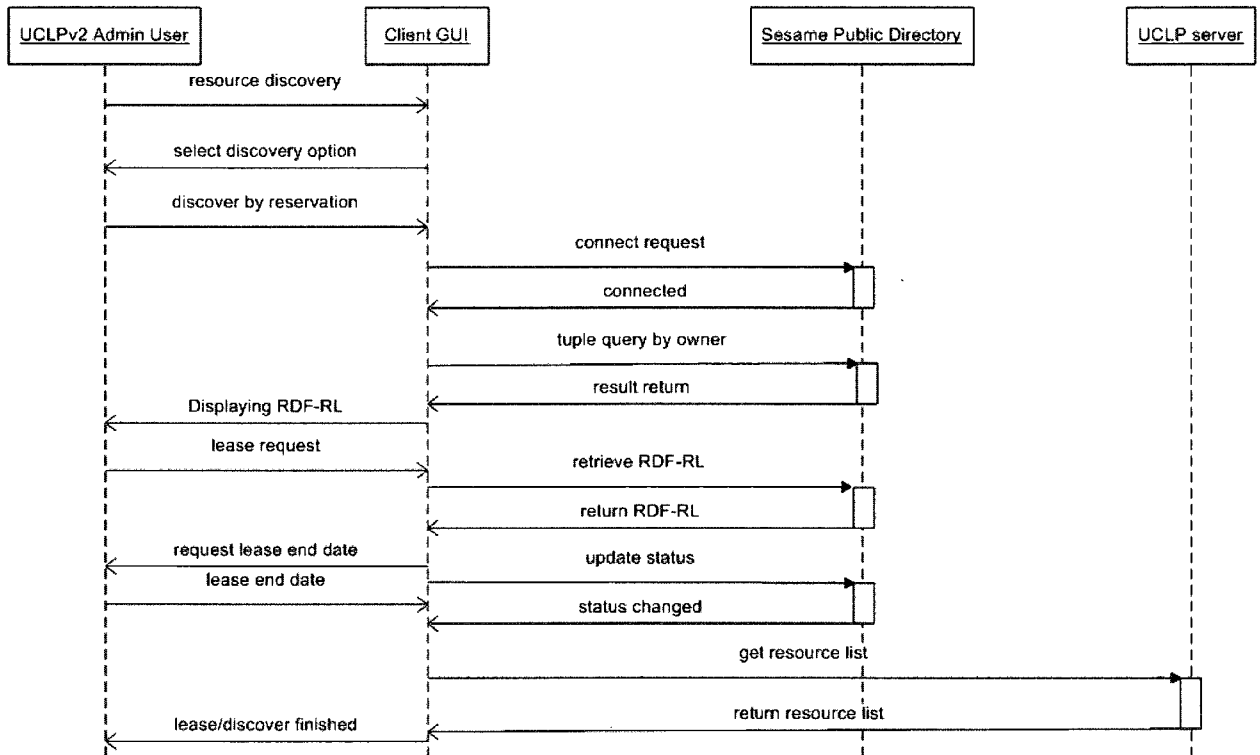 UCLPv2 Admin User
Client GUI
Sesame Public Directory
UCLP server
resource discovery
select discovery option
discover by reservation
connect request
connected
tuple query by owner
result return
Displaying RDF-RL
lease request
retrieve RDF-RL
return RDF-RL
request lease end date
update status
lease end date
status changed
get resource list
return resource list
lease/discover finished